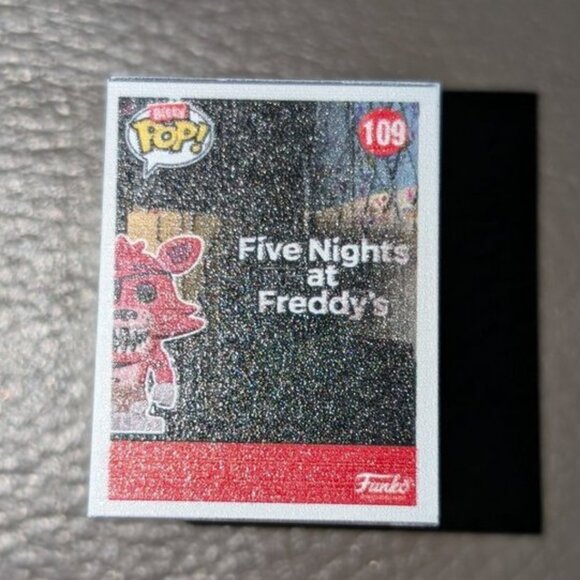 Bitty
POP!
109
Five Nights
at
Freddy's
Funko